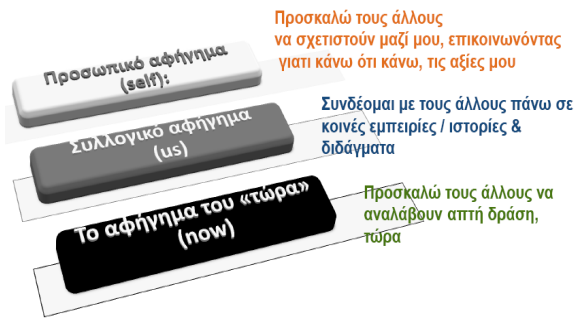 Προσκαλώ τους άλλους
να σχετιστούν μαζί μου, επικοινωνόντας
γιατι κάνω ότι κάνω, τις αξίες μου
Προσωπικό αφήγημα
(self):
Συνδέομαι με τους άλλους πάνω σε
κοινές εμπειρίες / ιστορίες &
διδάγματα
Συλλογικό αφήγημα
(us)
Προσκαλώ τους άλλους να
αναλάβουν απτή δράση,
τώρα
Το αφήγημα του «τώρα»
(now)